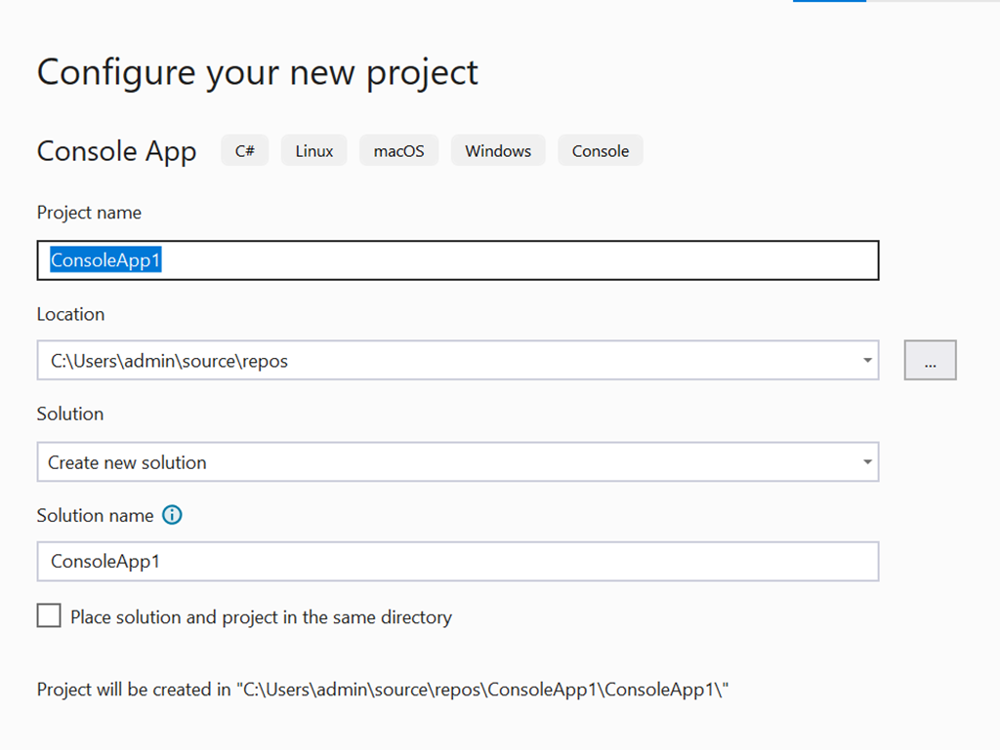 Configure your new project
Console App C# Linux macOS Windows Console
Project name
ConsoleApp1
Location
C:\Users\admin\source\repos
...
Solution
Create new solution
Solution name
ConsoleApp1
Place solution and project in the same directory
Project will be created in "C:\Users\admin\source\repos\ConsoleApp1\ConsoleApp1\"